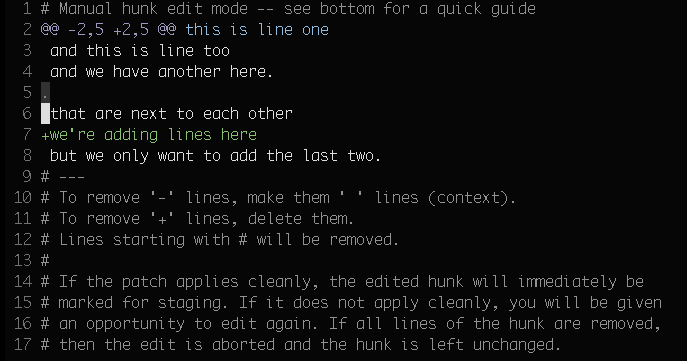 1 # Manual hunk edit mode -- see bottom for a quick guide
2 @@ -2,5 +2,5 @@ this is line one
3  and this is line too
4  and we have another here.
5 .
6  that are next to each other
7 +we're adding lines here
8  but we only want to add the last two.
9 # ---
10 # To remove '-' lines, make them ' ' lines (context).
11 # To remove '+' lines, delete them.
12 # Lines starting with # will be removed.
13 #
14 # If the patch applies cleanly, the edited hunk will immediately be
15 # marked for staging. If it does not apply cleanly, you will be given
16 # an opportunity to edit again. If all lines of the hunk are removed,
17 # then the edit is aborted and the hunk is left unchanged.